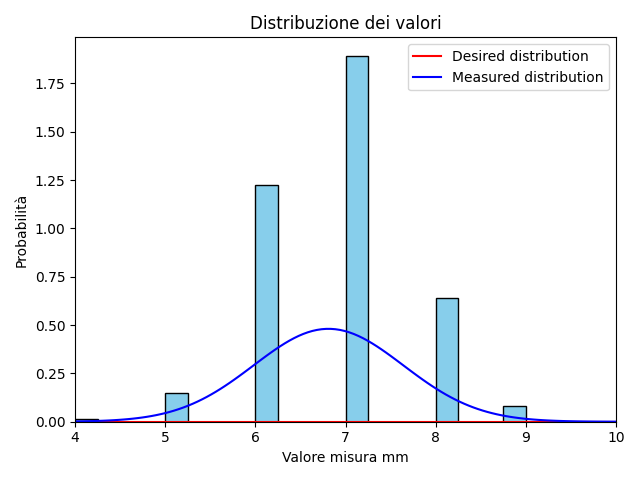 Distribuzione dei valori
Desired distribution
Measured distribution
Probabilità
1.75
1.50
1.25
1.00
0.75
0.50
0.25
0.00
4 5 6 7 8 9 10
Valore misura mm